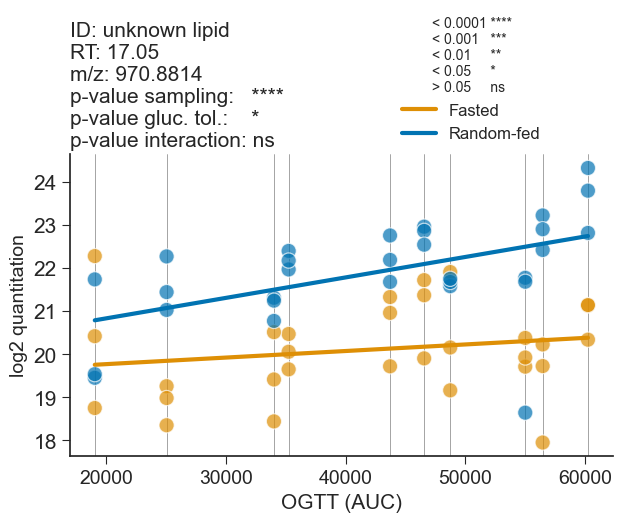 ID: unknown lipid
RT: 17.05
m/z: 970.8814
p-value sampling: ****
p-value gluc. tol.: *
p-value interaction: ns
< 0.0001 ****
< 0.001 ***
< 0.01 **
< 0.05 *
> 0.05 ns
Fasted
Random-fed
log2 quantitation
24
23
22
21
20
19
18
20000 30000 40000 50000 60000
OGTT (AUC)